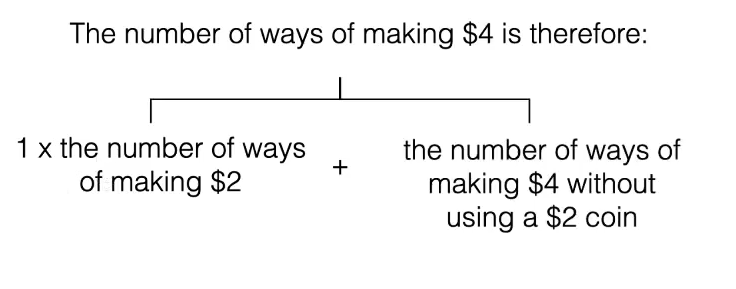 The number of ways of making $4 is therefore:
1 x the number of ways
of making $2
+
the number of ways of
making $4 without
using a $2 coin